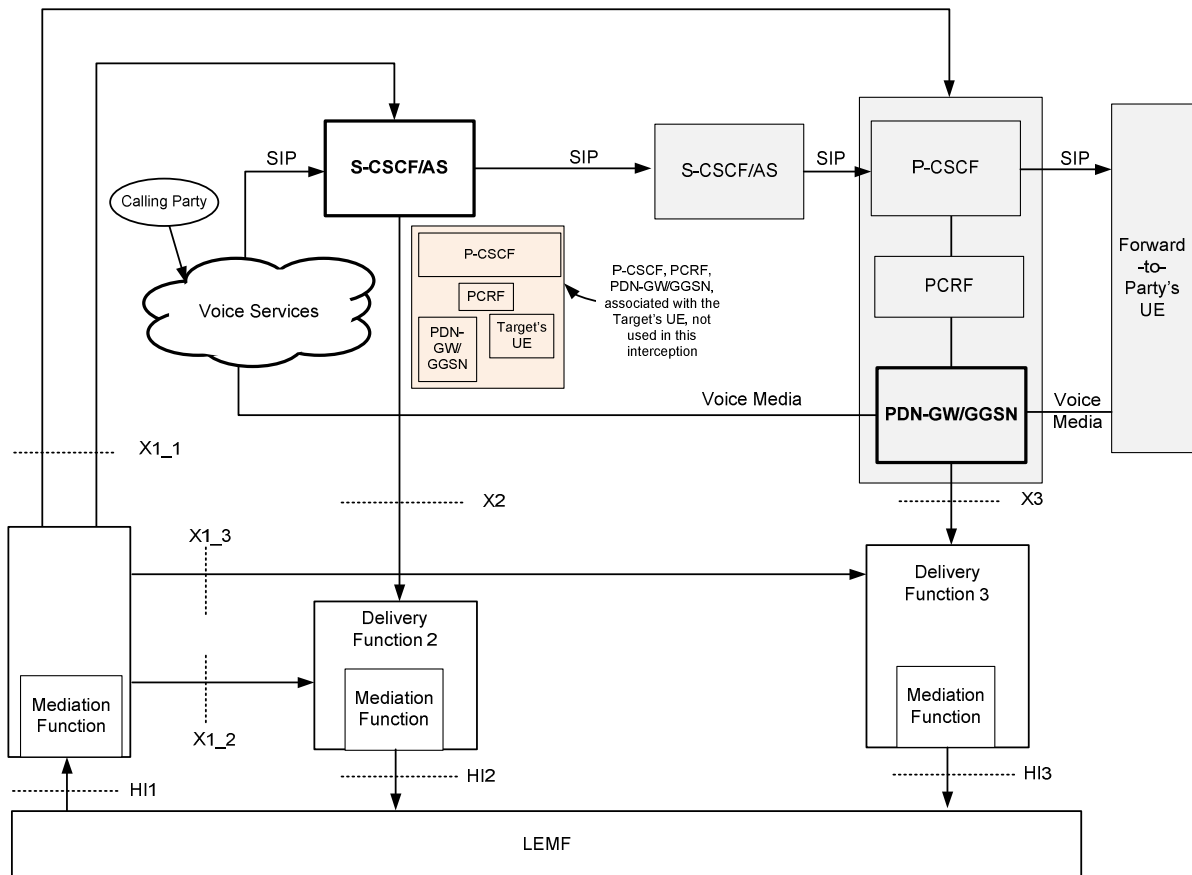 SIP
S-CSCF/AS
SIP
S-CSCF/AS
SIP
P-CSCF
SIP
Calling Party
Voice Services
P-CSCF
PCRF
PDN-
GW/
GGSN
Target's
UE
P-CSCF, PCRF,
PDN-GW/GGSN,
associated with the
Target's UE, not
used in this
interception
PCRF
Forward
-to-
Party's
UE
Voice Media
PDN-GW/GGSN
Voice
Media
X1_1
X2
X3
X1_3
Delivery
Function 2
Delivery
Function 3
Mediation
Function
Mediation
Function
Mediation
Function
X1_2
HI1
HI2
HI3
LEMF